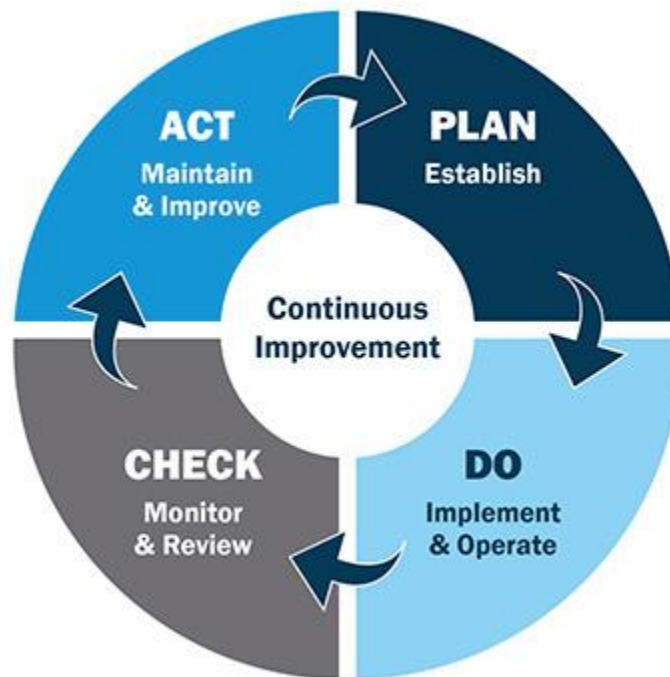 ACT
Maintain
& Improve
PLAN
Establish
Continuous
Improvement
CHECK
Monitor
& Review
DO
Implement
& Operate